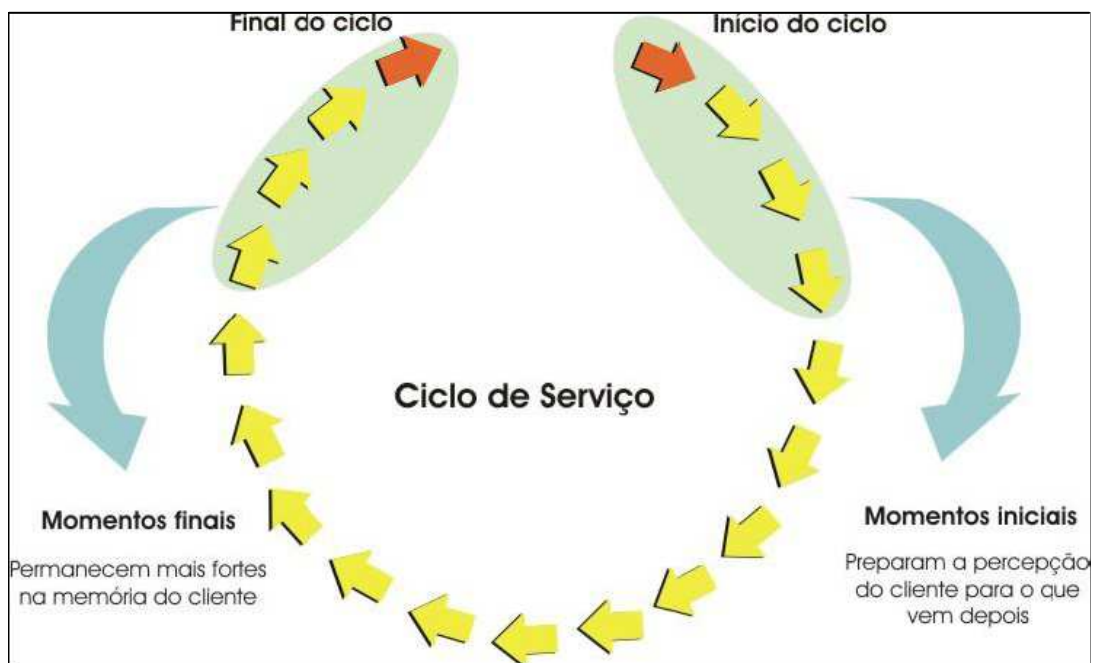 Final do ciclo
Início do ciclo
Ciclo de Serviço
Momentos finais
Permanecem mais fortes
na memória do cliente
Momentos iniciais
Preparam a percepção
do cliente para o que
vem depois